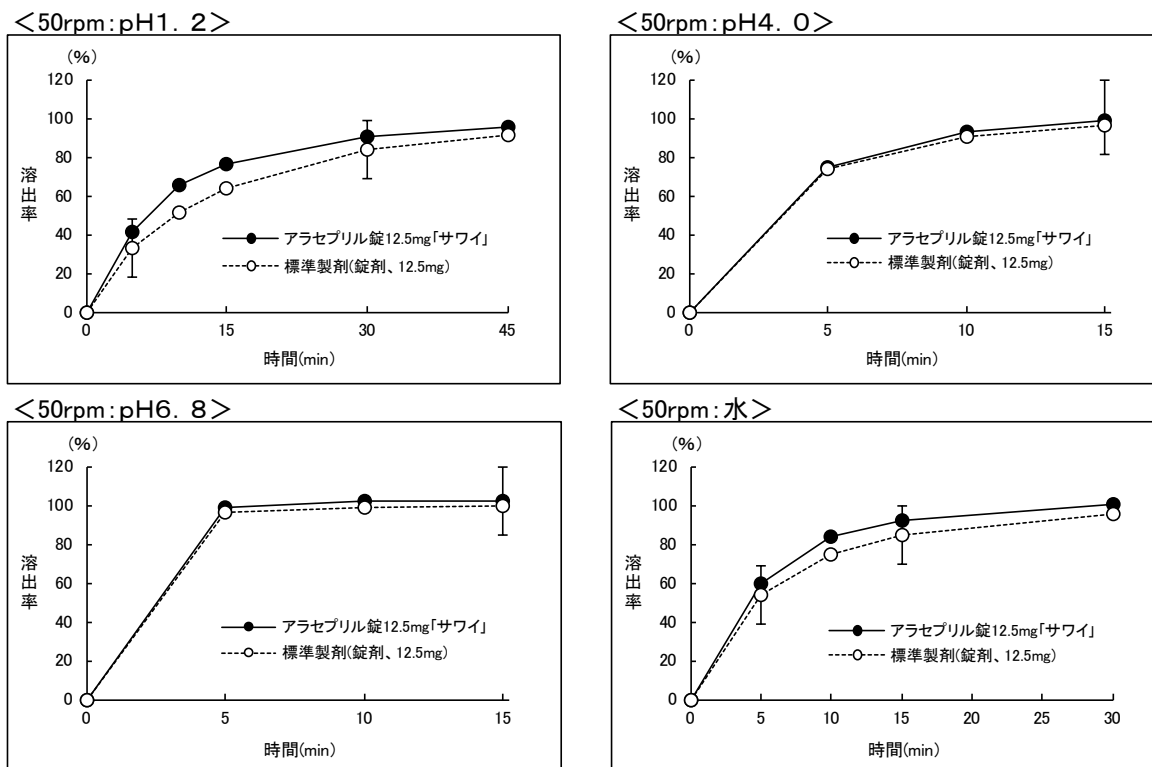 ＜50rpm：pH1．2＞
(%)
120
100
80
60
40
20
0
溶出率
0 15 30 45
時間(min)
アラセプリル錠12.5mg「サワイ」
標準製剤(錠剤、12.5mg)
＜50rpm：pH4．0＞
(%)
120
100
80
60
40
20
0
溶出率
0 5 10 15
時間(min)
アラセプリル錠12.5mg「サワイ」
標準製剤(錠剤、12.5mg)
＜50rpm：pH6．8＞
(%)
120
100
80
60
40
20
0
溶出率
0 5 10 15
時間(min)
アラセプリル錠12.5mg「サワイ」
標準製剤(錠剤、12.5mg)
＜50rpm：水＞
(%)
120
100
80
60
40
20
0
溶出率
0 5 10 15 20 25 30
時間(min)
アラセプリル錠12.5mg「サワイ」
標準製剤(錠剤、12.5mg)